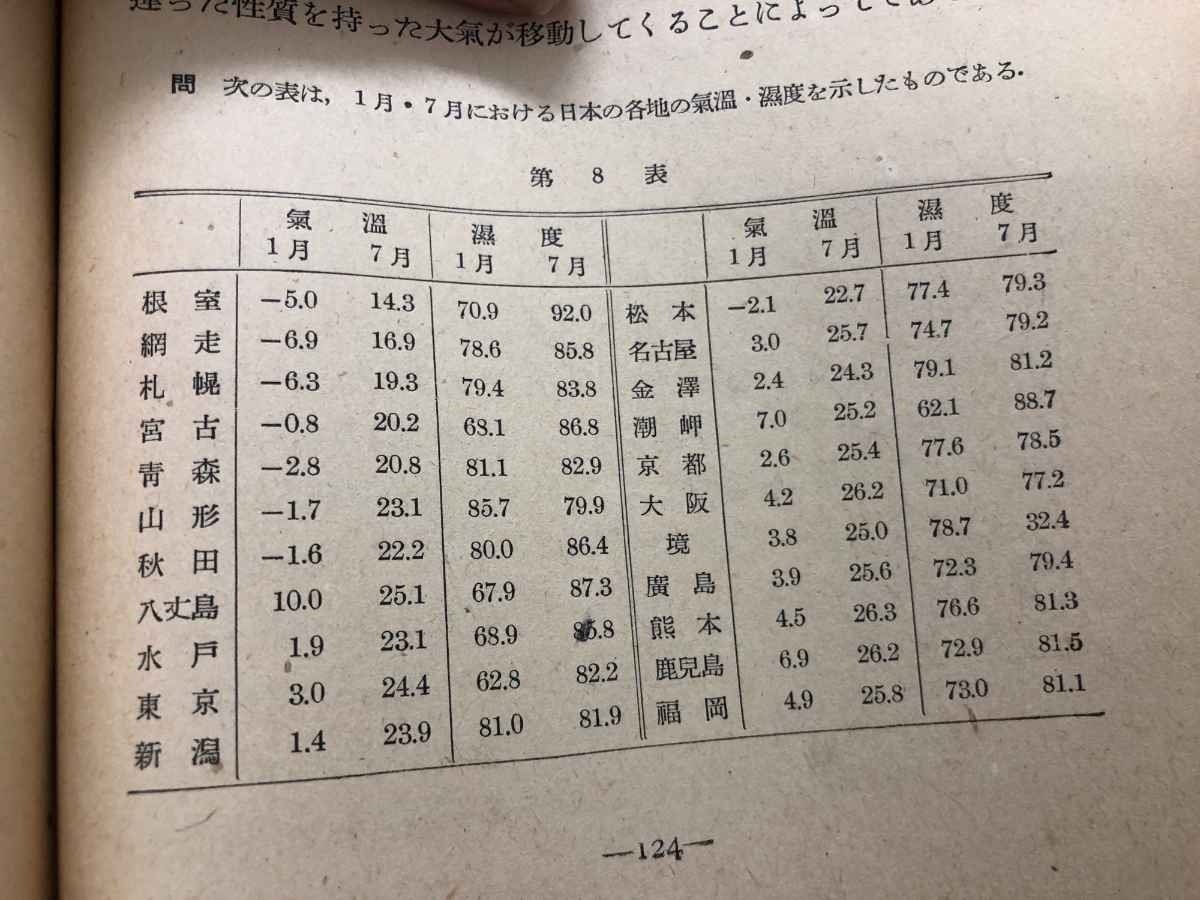 違った性質を持った大氣が移動してくることによって
問 次の表は，1月・7月における日本の各地の氣溫・濕度を示したものである．
第 8 表
氣 溫 濕 度 氣 溫 濕 度
1月 7月 1月 7月 1月 7月 1月 7月
根室 −5.0 14.3 70.9 92.0 松本 −2.1 22.7 77.4 79.3
網走 −6.9 16.9 78.6 85.8 名古屋 3.0 25.7 74.7 79.2
札幌 −6.3 19.3 79.4 83.8 金澤 2.4 24.3 79.1 81.2
宮古 −0.8 20.2 68.1 86.8 潮岬 7.0 25.2 62.1 88.7
靑森 −2.8 20.8 81.1 82.9 京都 2.6 25.4 77.6 78.5
山形 −1.7 23.1 85.7 79.9 大阪 4.2 26.2 71.0 77.2
秋田 −1.6 22.2 80.0 86.4 境 3.8 25.0 78.7 32.4
八丈島 10.0 25.1 67.9 87.3 廣島 3.9 25.6 72.3 79.4
水戸 1.9 23.1 68.9 85.8 熊本 4.5 26.3 76.6 81.3
東京 3.0 24.4 62.8 82.2 鹿兒島 6.9 26.2 72.9 81.5
新潟 1.4 23.9 81.0 81.9 福岡 4.9 25.8 73.0 81.1
—124—